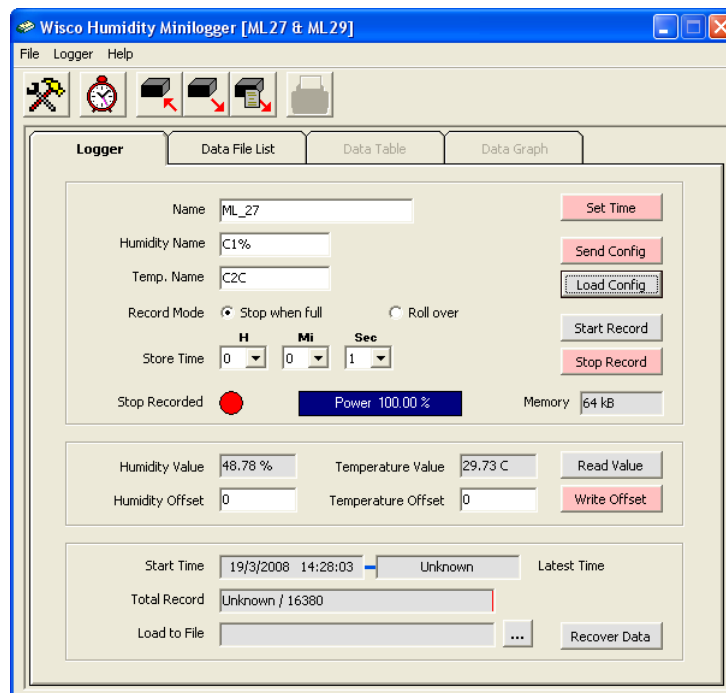 Wisco Humidity Minilogger [ML27 & ML29]
File Logger Help
Logger Data File List Data Table Data Graph
Name ML_27 Set Time
Humidity Name C1% Send Config
Temp. Name C2C Load Config
Record Mode Stop when full Roll over Start Record
H Mi Sec
Store Time 0 0 1 Stop Record
Stop Recorded Power 100.00 % Memory 64 kB
Humidity Value 48.78 % Temperature Value 29.73 C Read Value
Humidity Offset 0 Temperature Offset 0 Write Offset
Start Time 19/3/2008 14:28:03 Unknown Latest Time
Total Record Unknown / 16380
Load to File ... Recover Data